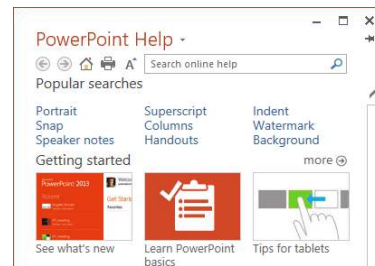 PowerPoint Help
A
Search online help
Popular searches
Portrait Superscript Indent
Snap Columns Watermark
Speaker notes Handouts Background
Getting started more
PowerPoint 2013
See what's new Learn PowerPoint basics Tips for tablets